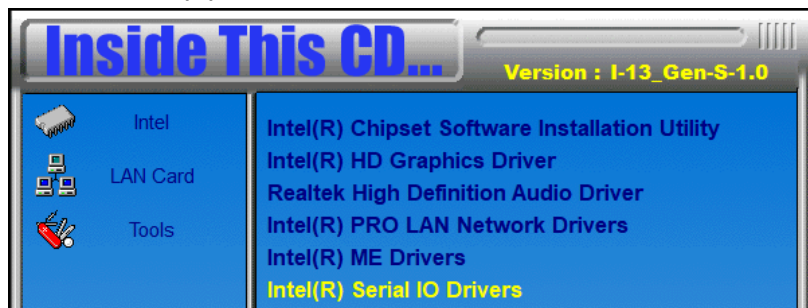 Inside This CD...
Version : I-13_Gen-S-1.0
Intel
LAN Card
Tools
Intel(R) Chipset Software Installation Utility
Intel(R) HD Graphics Driver
Realtek High Definition Audio Driver
Intel(R) PRO LAN Network Drivers
Intel(R) ME Drivers
Intel(R) Serial IO Drivers